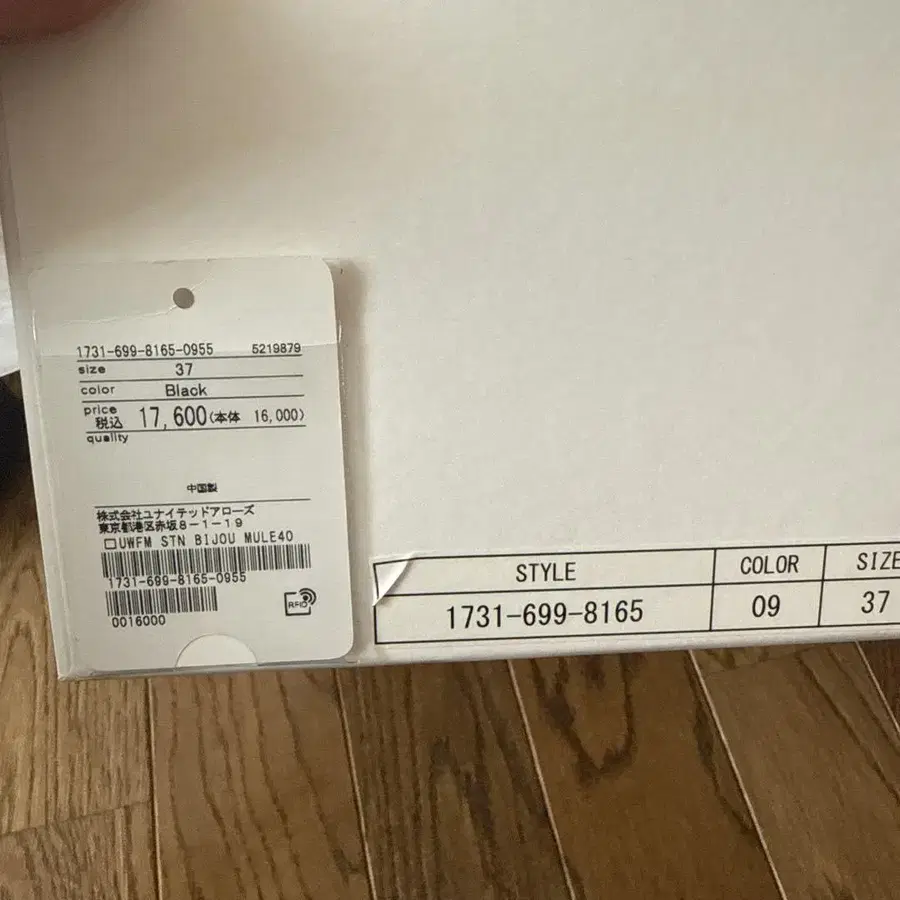 1731-699-8165-0955 5219879
size 37
color Black
price
税込 17,600(本体 16,000)
quality
中国製
株式会社ユナイテッドアローズ
東京都港区赤坂8-1-19
□UWFM STN BIJOU MULE40
1731-699-8165-0955
0016000
RFID
STYLE COLOR SIZE
1731-699-8165 09 37